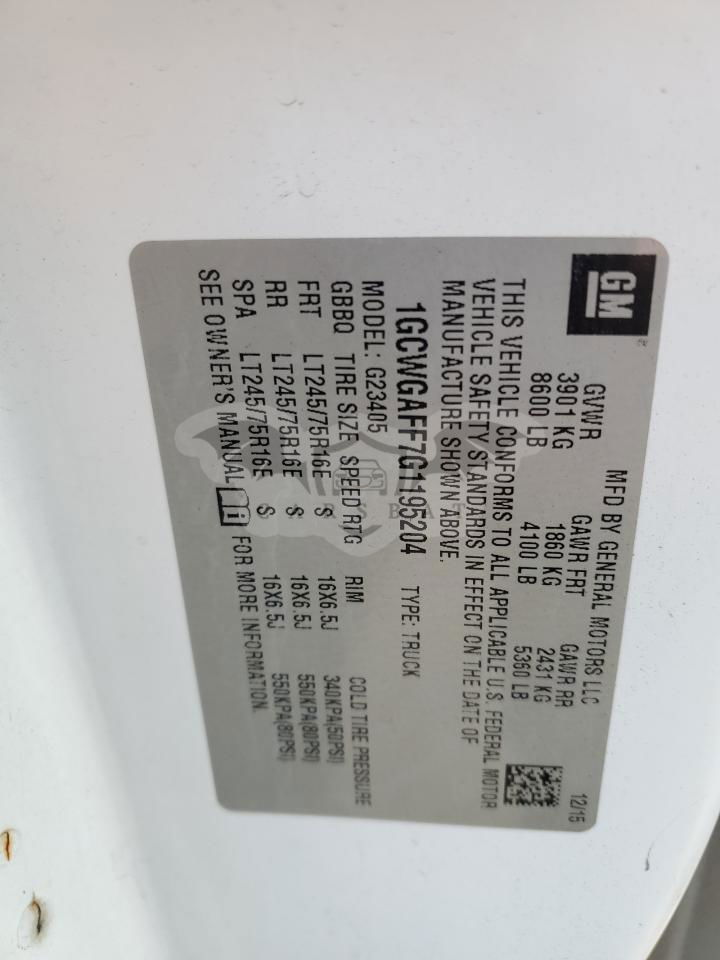 GM
MFD BY GENERAL MOTORS LLC 12/15
GVWR GAWR FRT GAWR RR
3901 KG 1860 KG 2431 KG
8600 LB 4100 LB 5360 LB
THIS VEHICLE CONFORMS TO ALL APPLICABLE U.S. FEDERAL MOTOR
VEHICLE SAFETY STANDARDS IN EFFECT ON THE DATE OF
MANUFACTURE SHOWN ABOVE.
1GCWGAFF7G1195204 TYPE: TRUCK
MODEL: G23405
GBBQ TIRE SIZE SPEED RTG RIM COLD TIRE PRESSURE
FRT LT245/75R16E S 16X6.5J 340KPA(50PSI)
RR LT245/75R16E S 16X6.5J 550KPA(80PSI)
SPA LT245/75R16E S 16X6.5J 550KPA(80PSI)
SEE OWNER'S MANUAL FOR MORE INFORMATION.